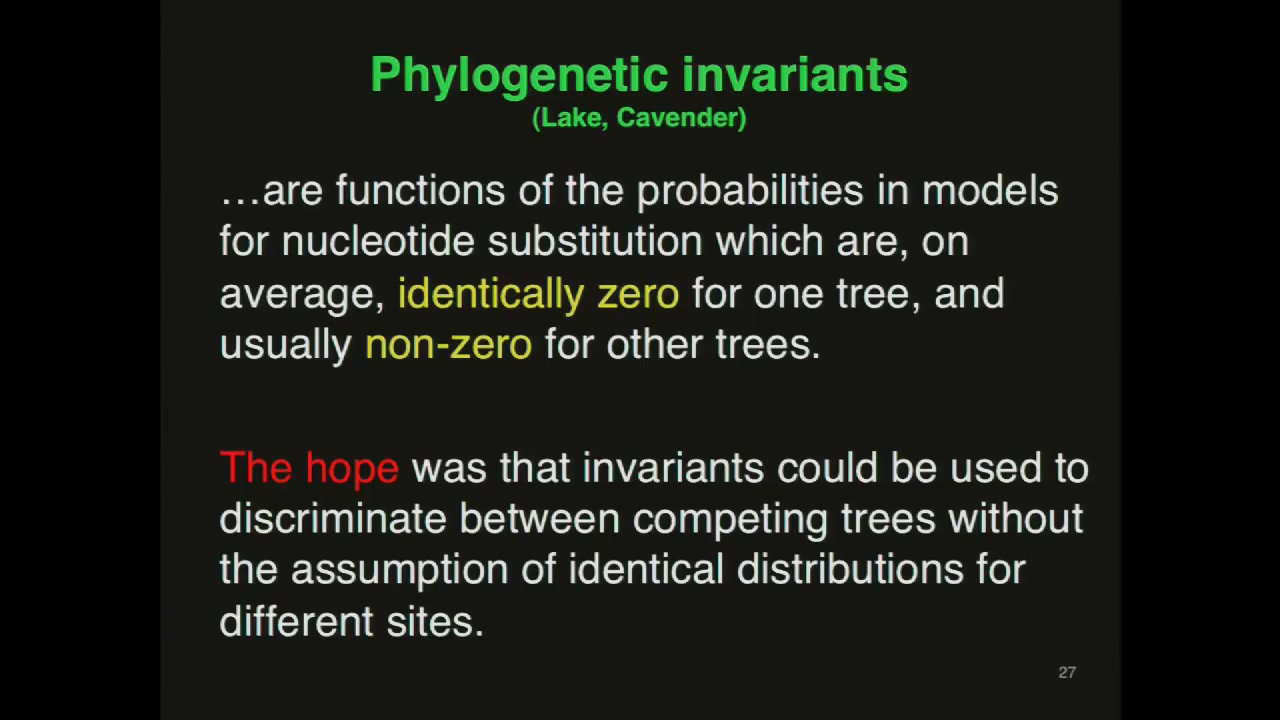 Phylogenetic invariants
(Lake, Cavender)
…are functions of the probabilities in models
for nucleotide substitution which are, on
average, identically zero for one tree, and
usually non-zero for other trees.
The hope was that invariants could be used to
discriminate between competing trees without
the assumption of identical distributions for
different sites.
27